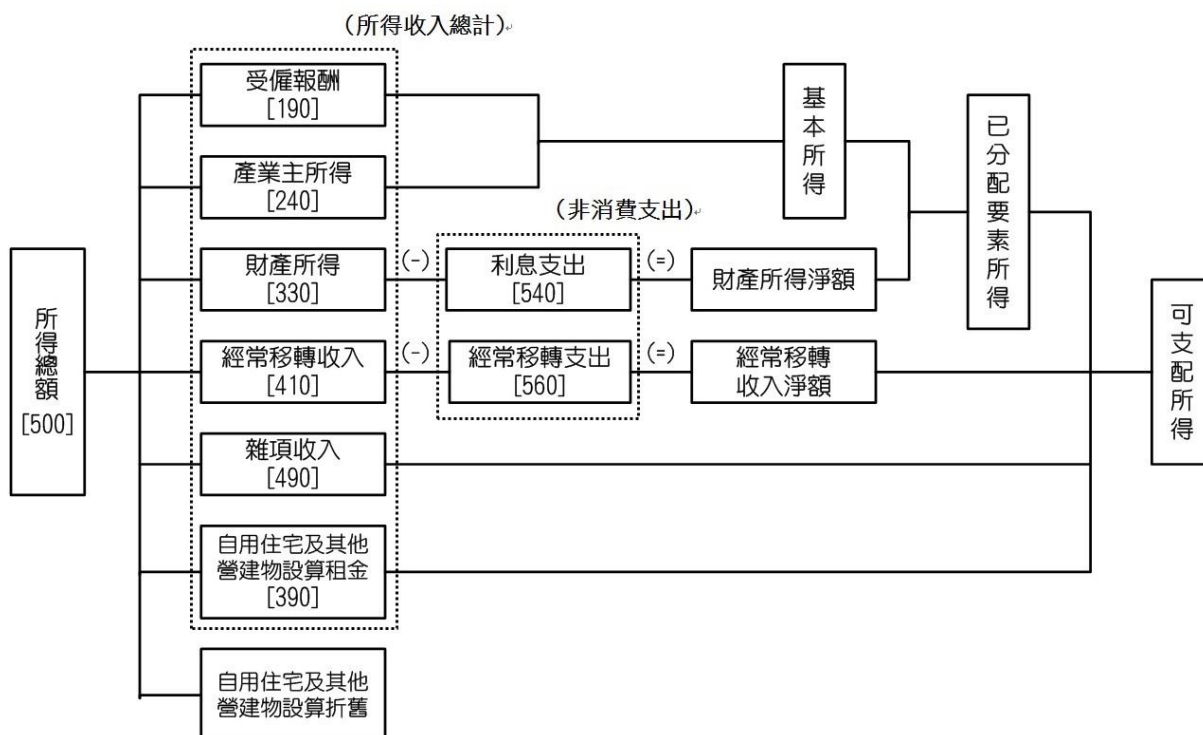 （所得收入總計）
受僱報酬
[190]
產業主所得
[240]
（非消費支出）
財產所得
[330]
(-)
利息支出
[540]
(=)
財產所得淨額
經常移轉收入
[410]
(-)
經常移轉支出
[560]
(=)
經常移轉
收入淨額
雜項收入
[490]
自用住宅及其他
營建物設算租金
[390]
自用住宅及其他
營建物設算折舊
所得總額
[500]
基本所得
已分配要素所得
可支配所得